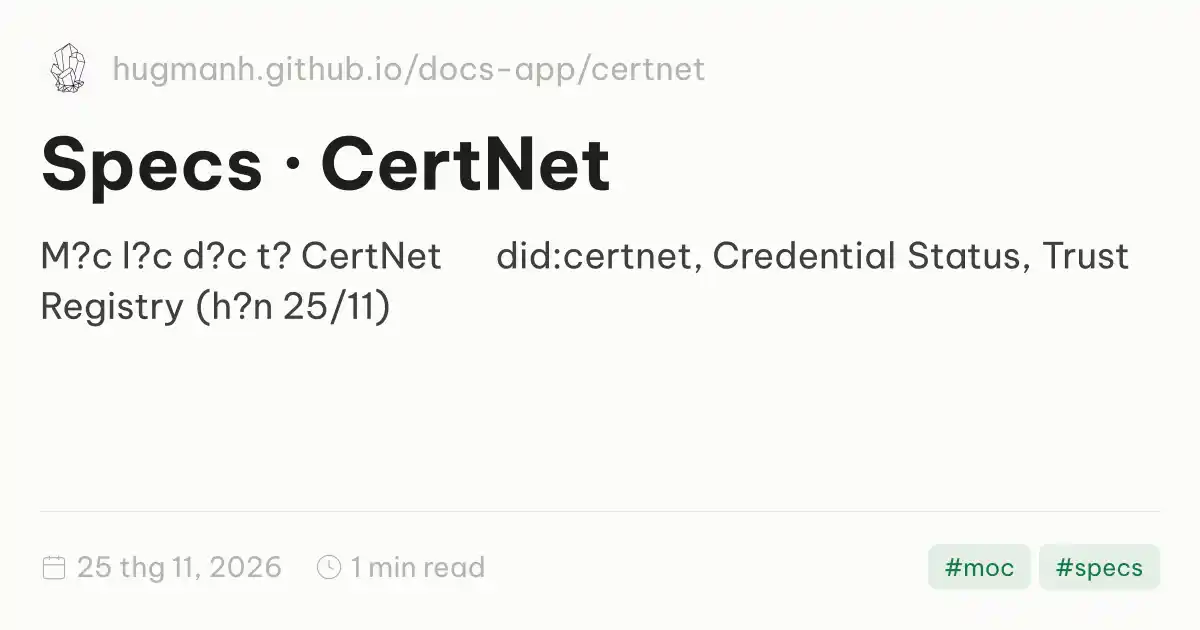 hugmanh.github.io/docs-app/certnet
Specs · CertNet
M?c l?c d?c t? CertNet did:certnet, Credential Status, Trust
Registry (h?n 25/11)
25 thg 11, 2026 1 min read #moc #specs